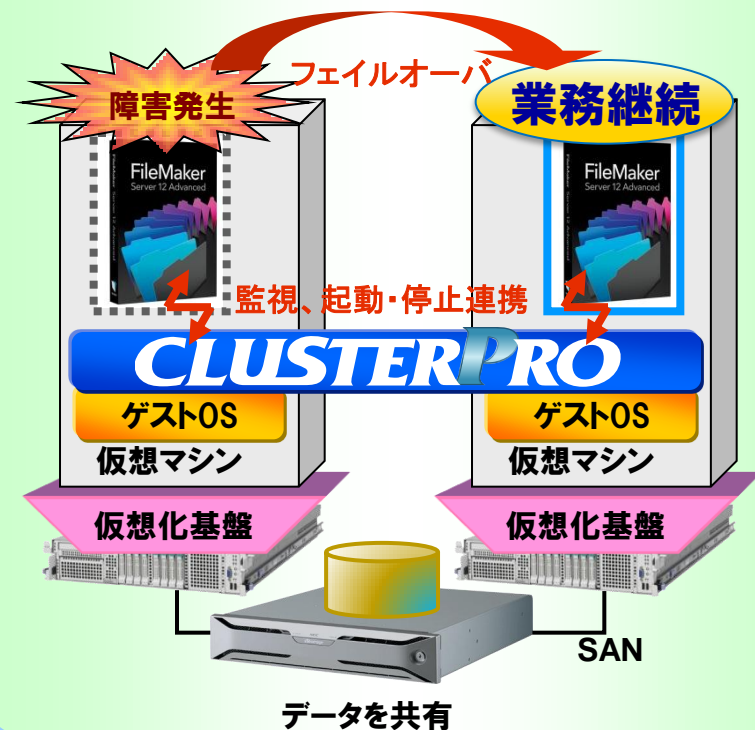 フェイルオーバ
障害発生
業務継続
FileMaker
Server 12 Advanced
FileMaker
Server 12 Advanced
監視、起動・停止連携
CLUSTERPRO
ゲストOS
ゲストOS
仮想マシン
仮想マシン
仮想化基盤
仮想化基盤
SAN
データを共有